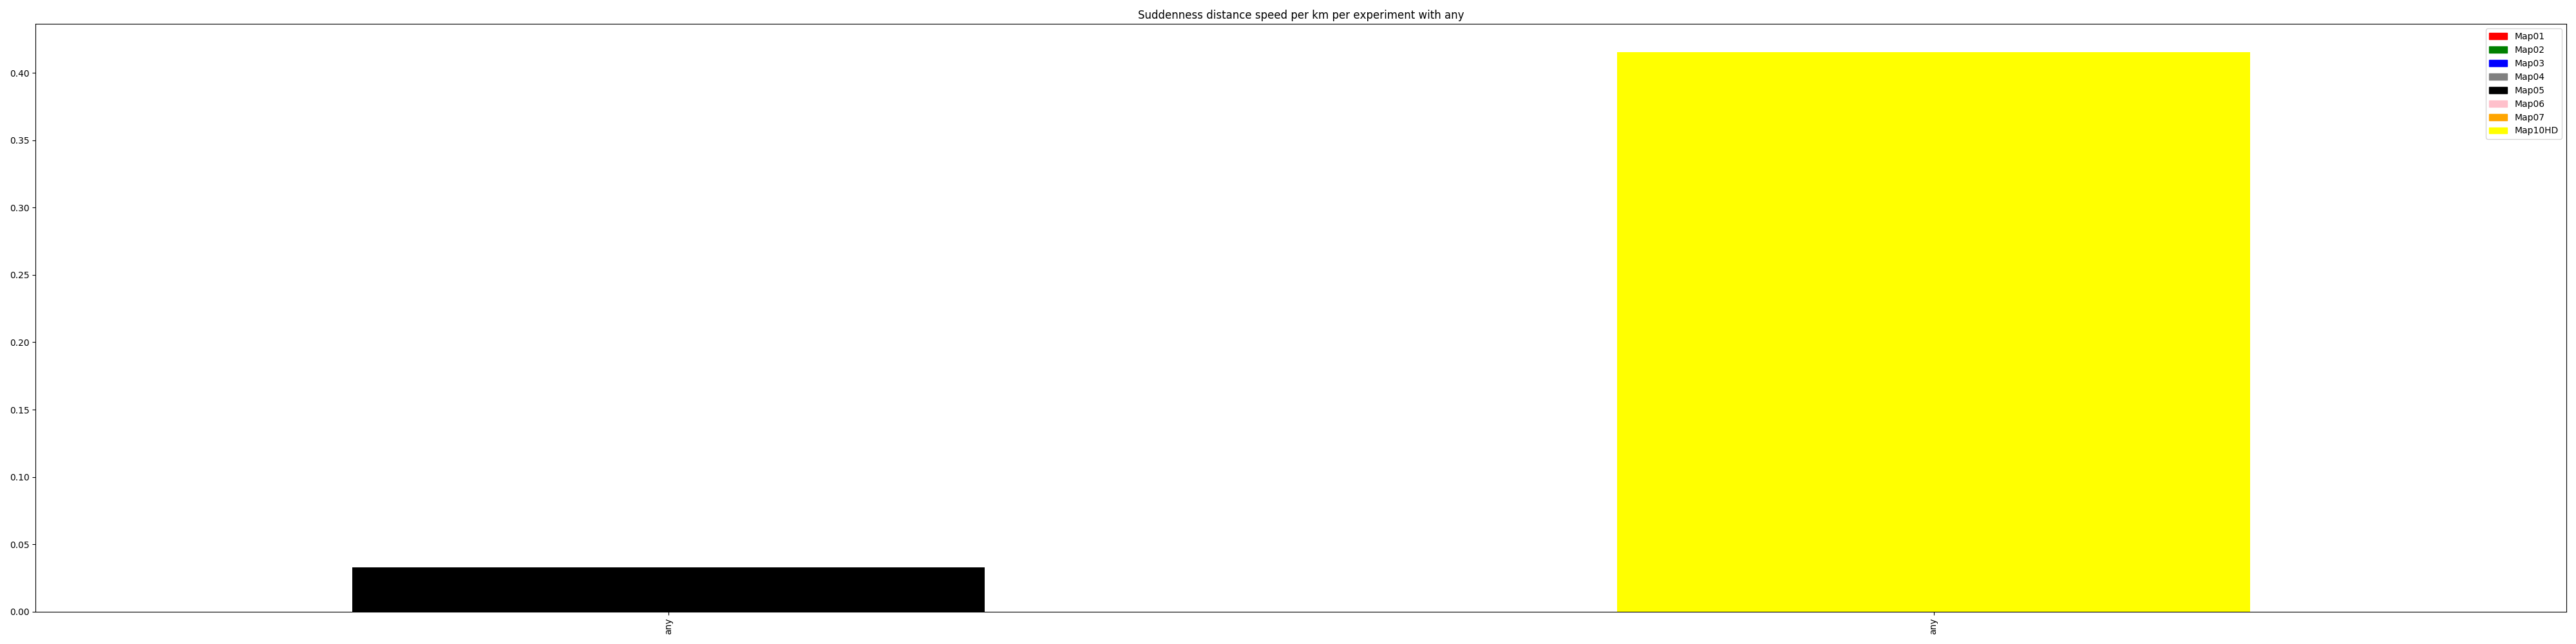 Suddenness distance speed per km per experiment with any
0.40
0.35
0.30
0.25
0.20
0.15
0.10
0.05
0.00
any
any
Map01
Map02
Map03
Map04
Map05
Map06
Map07
Map10HD